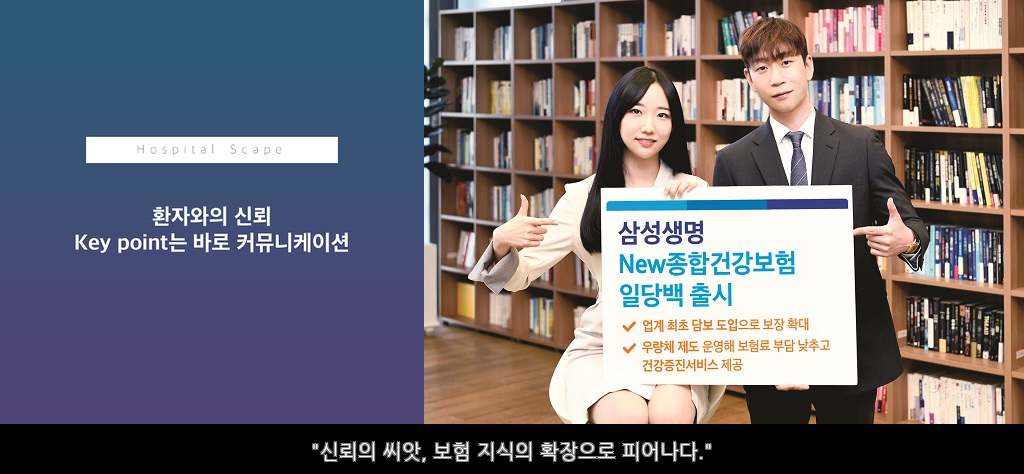 Hospital Scape
환자와의 신뢰
Key point는 바로 커뮤니케이션
삼성생명
New종합건강보험
일당백 출시
업계 최초 담보 도입으로 보장 확대
우량체 제도 운영해 보험료 부담 낮추고
건강증진서비스 제공
"신뢰의 씨앗, 보험 지식의 확장으로 피어나다."